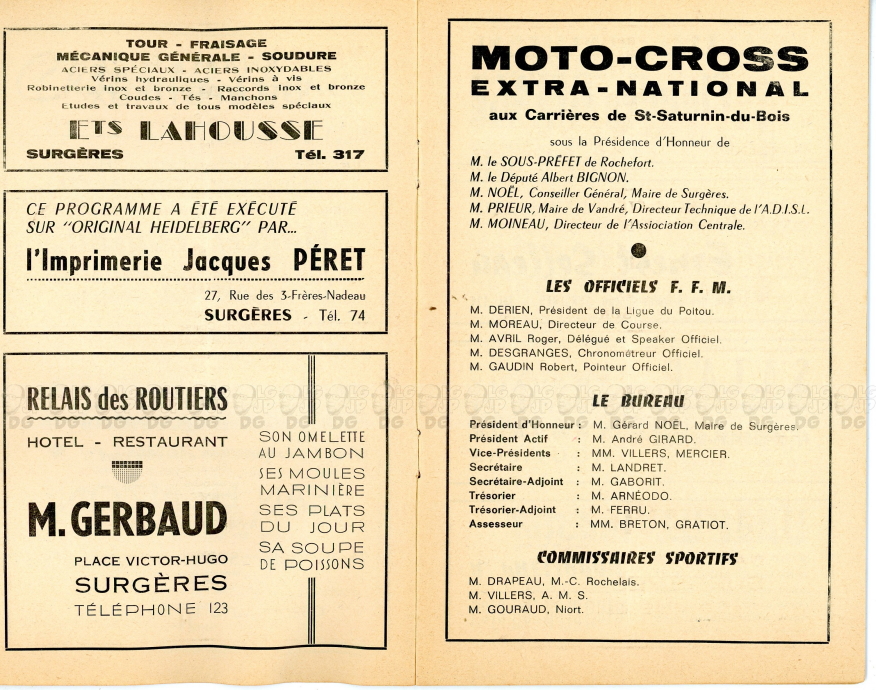 TOUR - FRAISAGE
MÉCANIQUE GÉNÉRALE - SOUDURE
ACIERS SPÉCIAUX - ACIERS INOXYDABLES
Vérins hydrauliques - Vérins à vis
Robinetterie inox et bronze - Raccords inox et bronze
Coudes - Tés - Manchons
Etudes et travaux de tous modèles spéciaux
ETS LAHOUSSE
SURGÈRES Tél. 317
CE PROGRAMME A ÉTÉ EXÉCUTÉ
SUR "ORIGINAL HEIDELBERG" PAR...
l'Imprimerie Jacques PÉRET
27, Rue des 3-Frères-Nadeau
SURGÈRES - Tél. 74
RELAIS des ROUTIERS
HOTEL - RESTAURANT
M. GERBAUD
PLACE VICTOR-HUGO
SURGÈRES
TÉLÉPHONE 123
SON OMELETTE
AU JAMBON
SES MOULES
MARINIÈRE
SES PLATS
DU JOUR
SA SOUPE
DE POISSONS
MOTO-CROSS
EXTRA-NATIONAL
aux Carrières de St-Saturnin-du-Bois
sous la Présidence d'Honneur de
M. le SOUS-PRÉFET de Rochefort.
M. le Député Albert BIGNON.
M. NOËL, Conseiller Général, Maire de Surgères.
M. PRIEUR, Maire de Vandré, Directeur Technique de l'A.D.I.S.L.
M. MOINEAU, Directeur de l'Assiociation Centrale.
LES OFFICIELS F. F. M.
M. DERIEN, Président de la Ligue du Poitou.
M. MOREAU, Directeur de Course.
M. AVRIL Roger, Délégué et Speaker Officiel.
M. DESGRANGES, Chronométreur Officiel.
M. GAUDIN Robert, Pointeur Officiel.
LE BUREAU
Président d'Honneur : M. Gérard NOËL, Maire de Surgères.
Président Actif : M. André GIRARD.
Vice-Présidents : MM. VILLERS, MERCIER.
Secrétaire : M. LANDRET.
Secrétaire-Adjoint : M. GABORIT.
Trésorier : M. ARNÉODO.
Trésorier-Adjoint : M. FERRU.
Assesseur : MM. BRETON, GRATIOT.
COMMISSAIRES SPORTIFS
M. DRAPEAU, M.-C. Rochelais.
M. VILLERS, A. M. S.
M. GOURAUD, Niort.